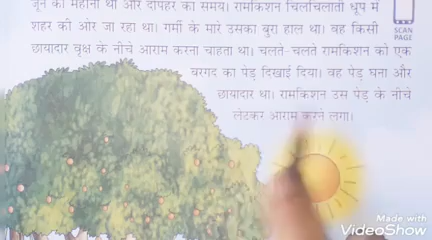 जून का महीना था और दोपहर का समय। रामकिशन चिलचिलाती धूप में
शहर की ओर जा रहा था। गर्मी के मारे उसका बुरा हाल था। वह किसी
छायादार वृक्ष के नीचे आराम करना चाहता था। चलते-चलते रामकिशन को एक
बरगद का पेड़ दिखाई दिया। वह पेड़ घना और
छायादार था। रामकिशन उस पेड़ के नीचे
लेटकर आराम करने लगा।
SCAN
PAGE
Made with
VideoShow